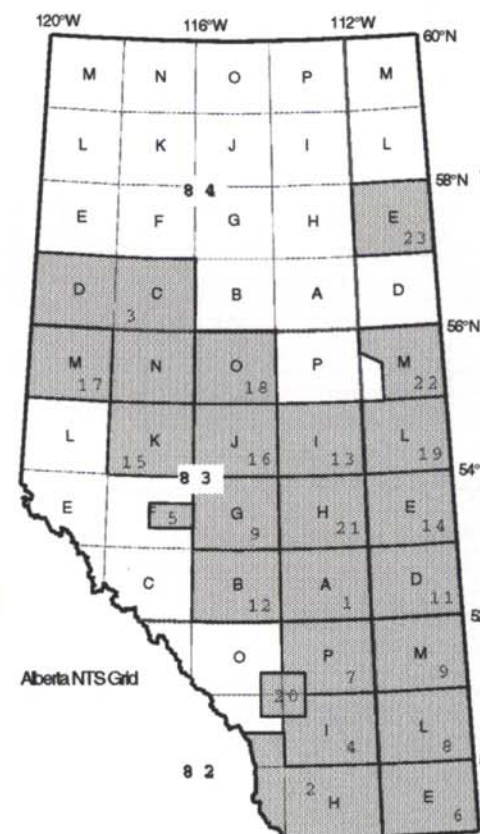 120°W 116°W 112°W
60°N
M N O P M
L K J I L
58°N
8 4
E F G H E
23
D C B A D
3
56°N
M N O P M
17 18 22
L K J I L
15 16 13 19
54°
8 3
E F 5 G H E
9 21 14
C B A D
12 1 11
52
O P M
7 9
Alberta NTS Grid
20
I L
4 8
8 2
2 H E
6